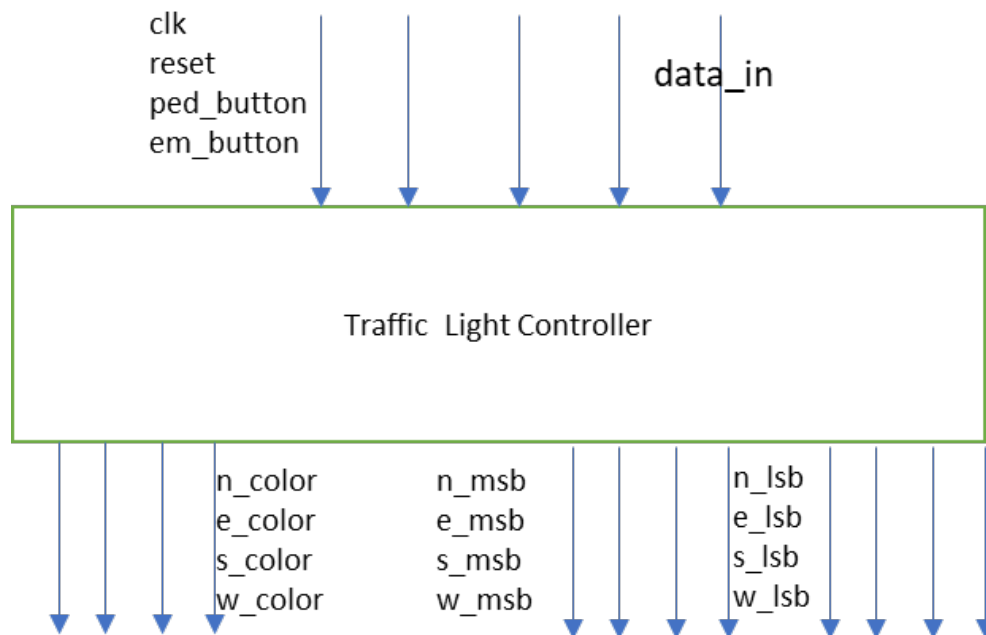 clk
reset
ped_button
em_button
data_in
Traffic Light Controller
n_color
e_color
s_color
w_color
n_msb
e_msb
s_msb
w_msb
n_lsb
e_lsb
s_lsb
w_lsb